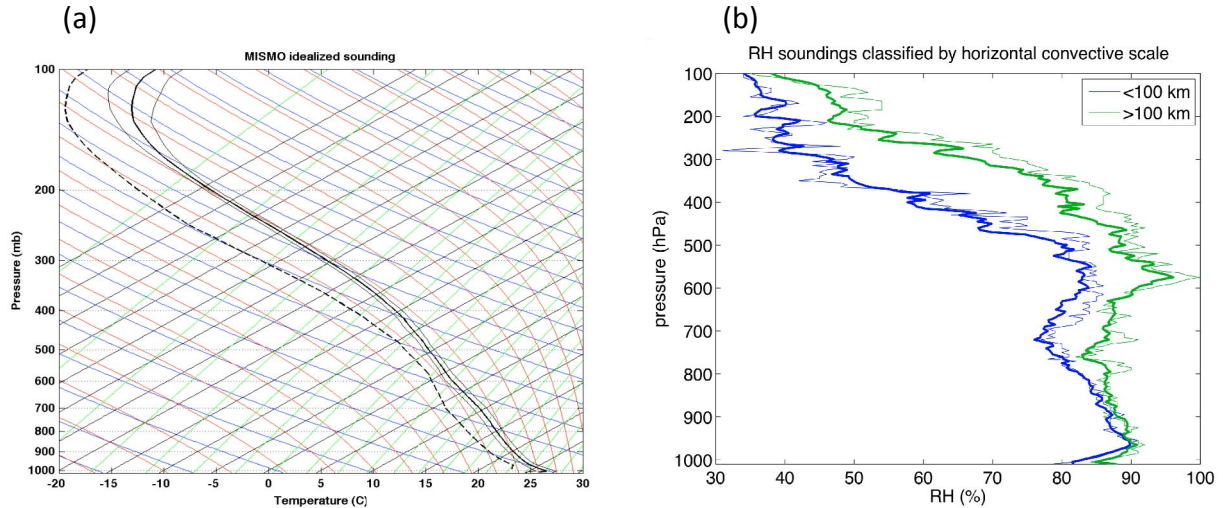 (a)
MISMO idealized sounding
100
200
300
400
500
600
700
800
900
1000
Pressure (mb)
-20 -15 -10 -5 0 5 10 15 20 25 30
Temperature (C)
(b)
RH soundings classified by horizontal convective scale
<100 km
>100 km
100
200
300
400
500
600
700
800
900
1000
pressure (hPa)
30 40 50 60 70 80 90 100
RH (%)